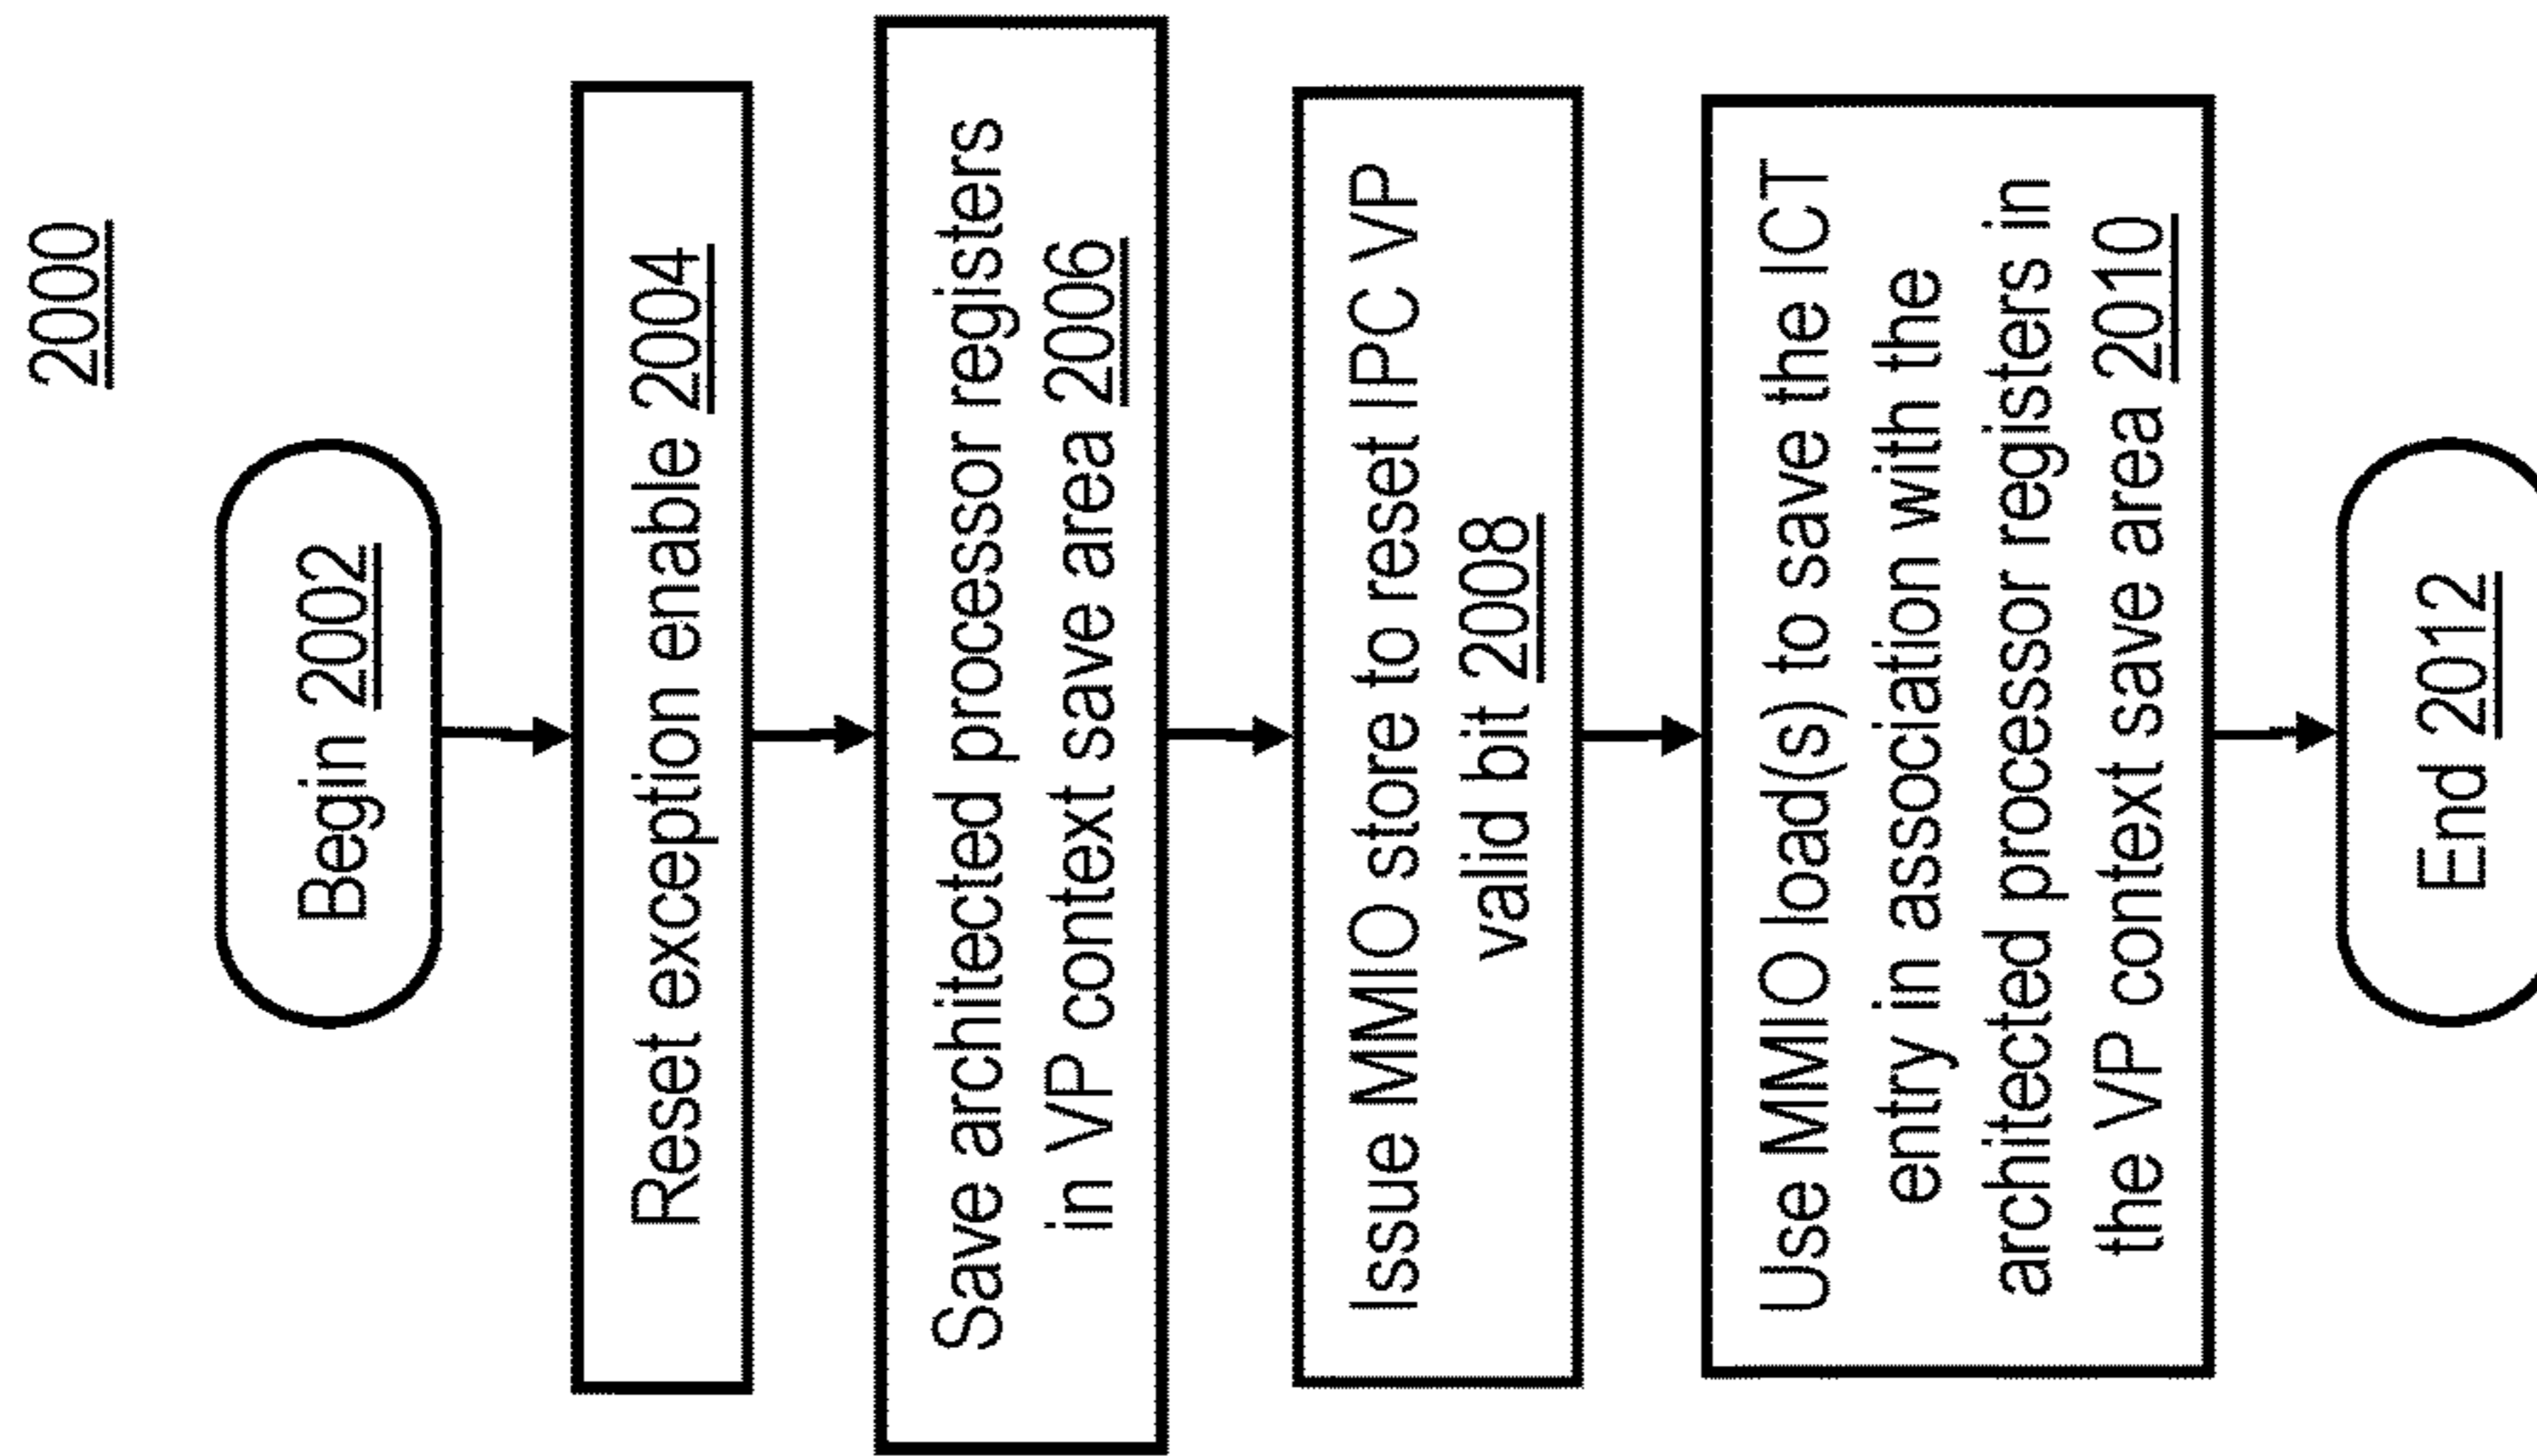 2000
Begin 2002
Reset exception enable 2004
Save architected processor registers
in VP context save area 2006
Issue MMIO store to reset IPC VP
valid bit 2008
Use MMIO load(s) to save the ICT
entry in association with the
architected processor registers in
the VP context save area 2010
End 2012